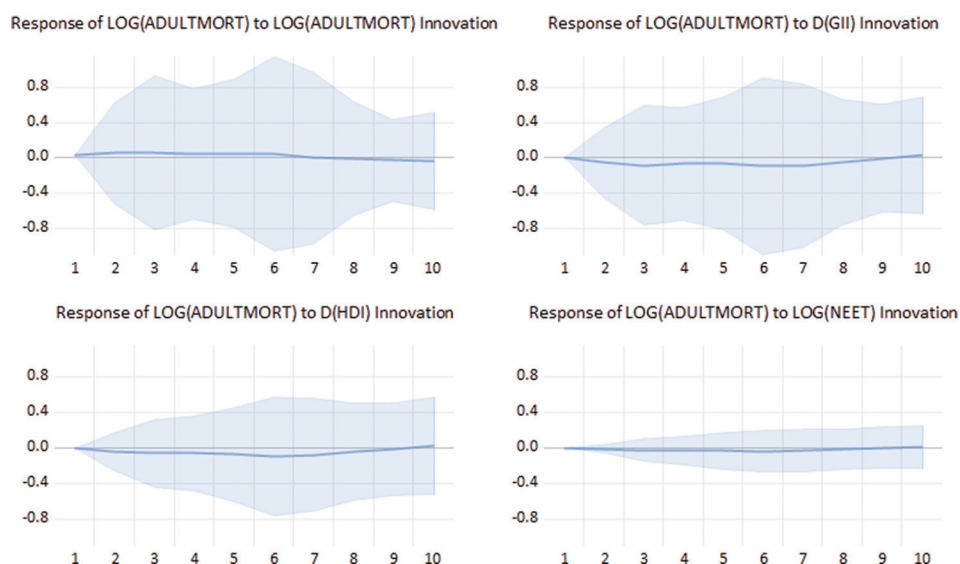 Response of LOG(ADULTMORT) to LOG(ADULTMORT) Innovation
0.8
0.4
0.0
-0.4
-0.8
1 2 3 4 5 6 7 8 9 10
Response of LOG(ADULTMORT) to D(GII) Innovation
0.8
0.4
0.0
-0.4
-0.8
1 2 3 4 5 6 7 8 9 10
Response of LOG(ADULTMORT) to D(HDI) Innovation
0.8
0.4
0.0
-0.4
-0.8
1 2 3 4 5 6 7 8 9 10
Response of LOG(ADULTMORT) to LOG(NEET) Innovation
0.8
0.4
0.0
-0.4
-0.8
1 2 3 4 5 6 7 8 9 10